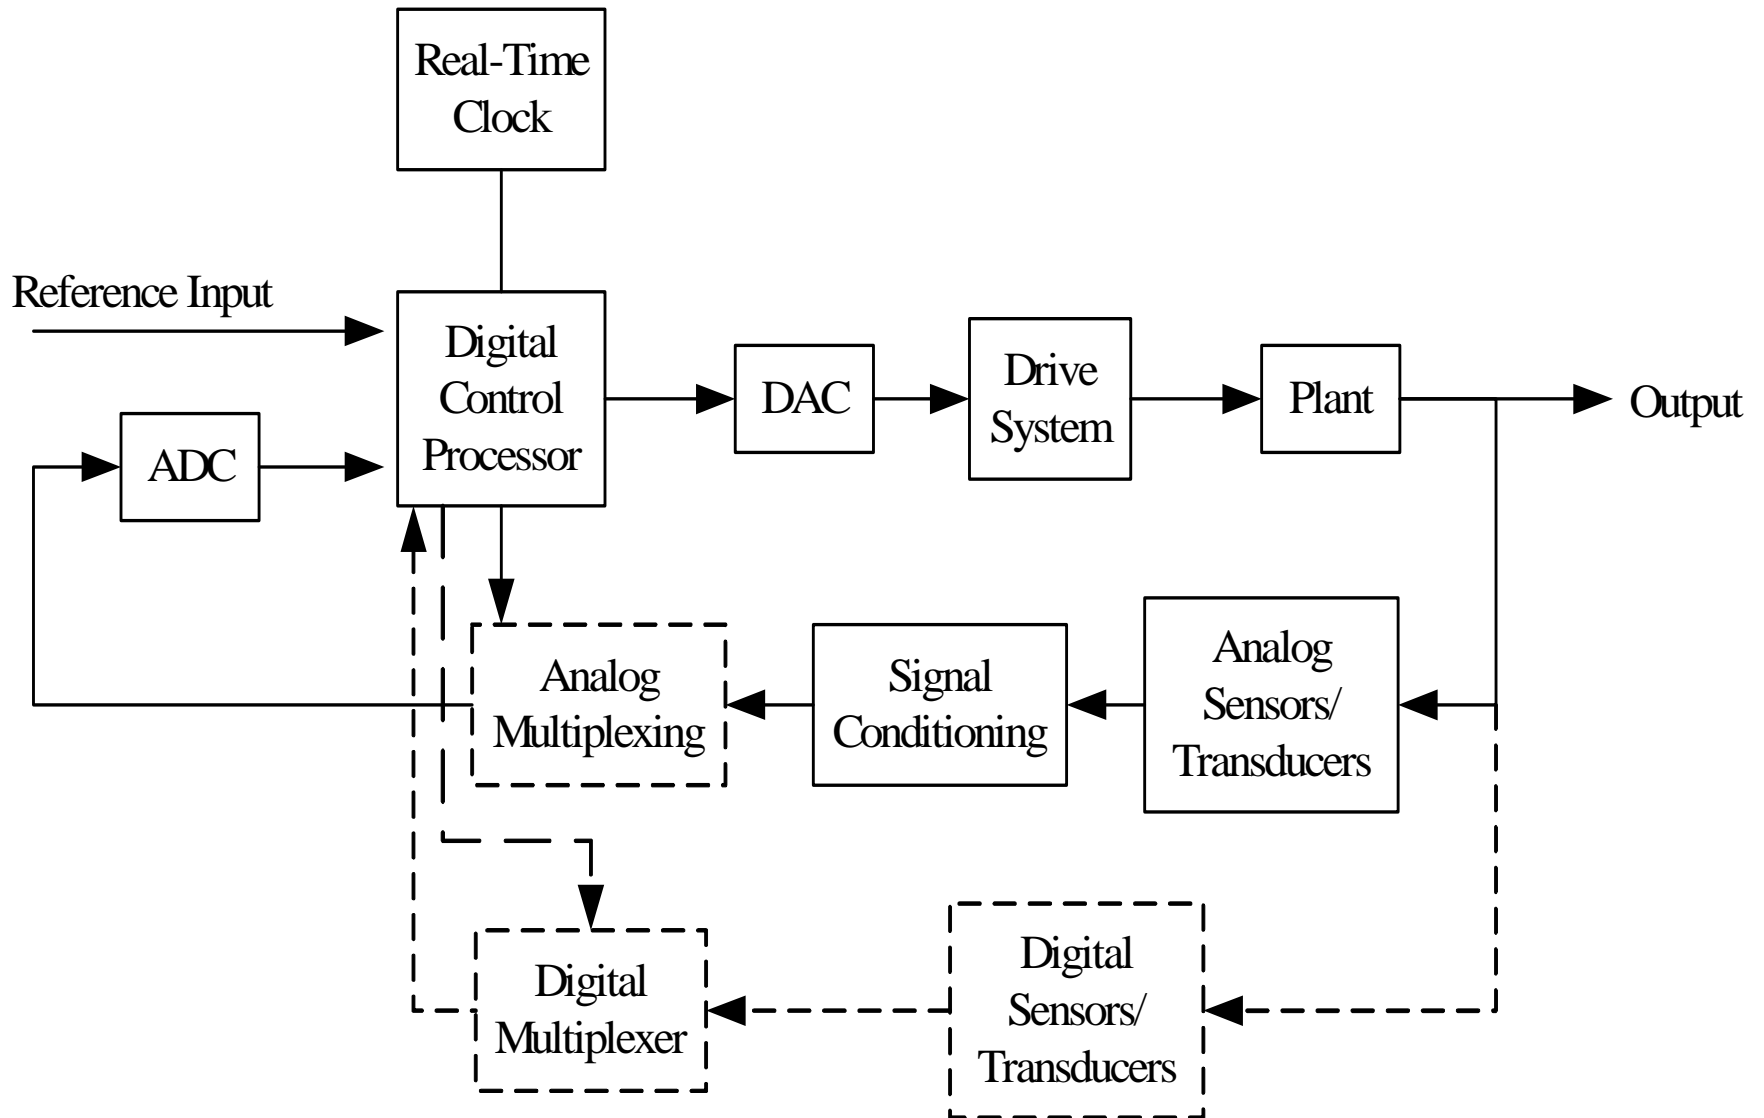 Real-Time
Clock
Reference Input
Digital
Control
Processor
DAC
Drive
System
Plant
Output
ADC
Analog
Multiplexing
Signal
Conditioning
Analog
Sensors/
Transducers
Digital
Multiplexer
Digital
Sensors/
Transducers